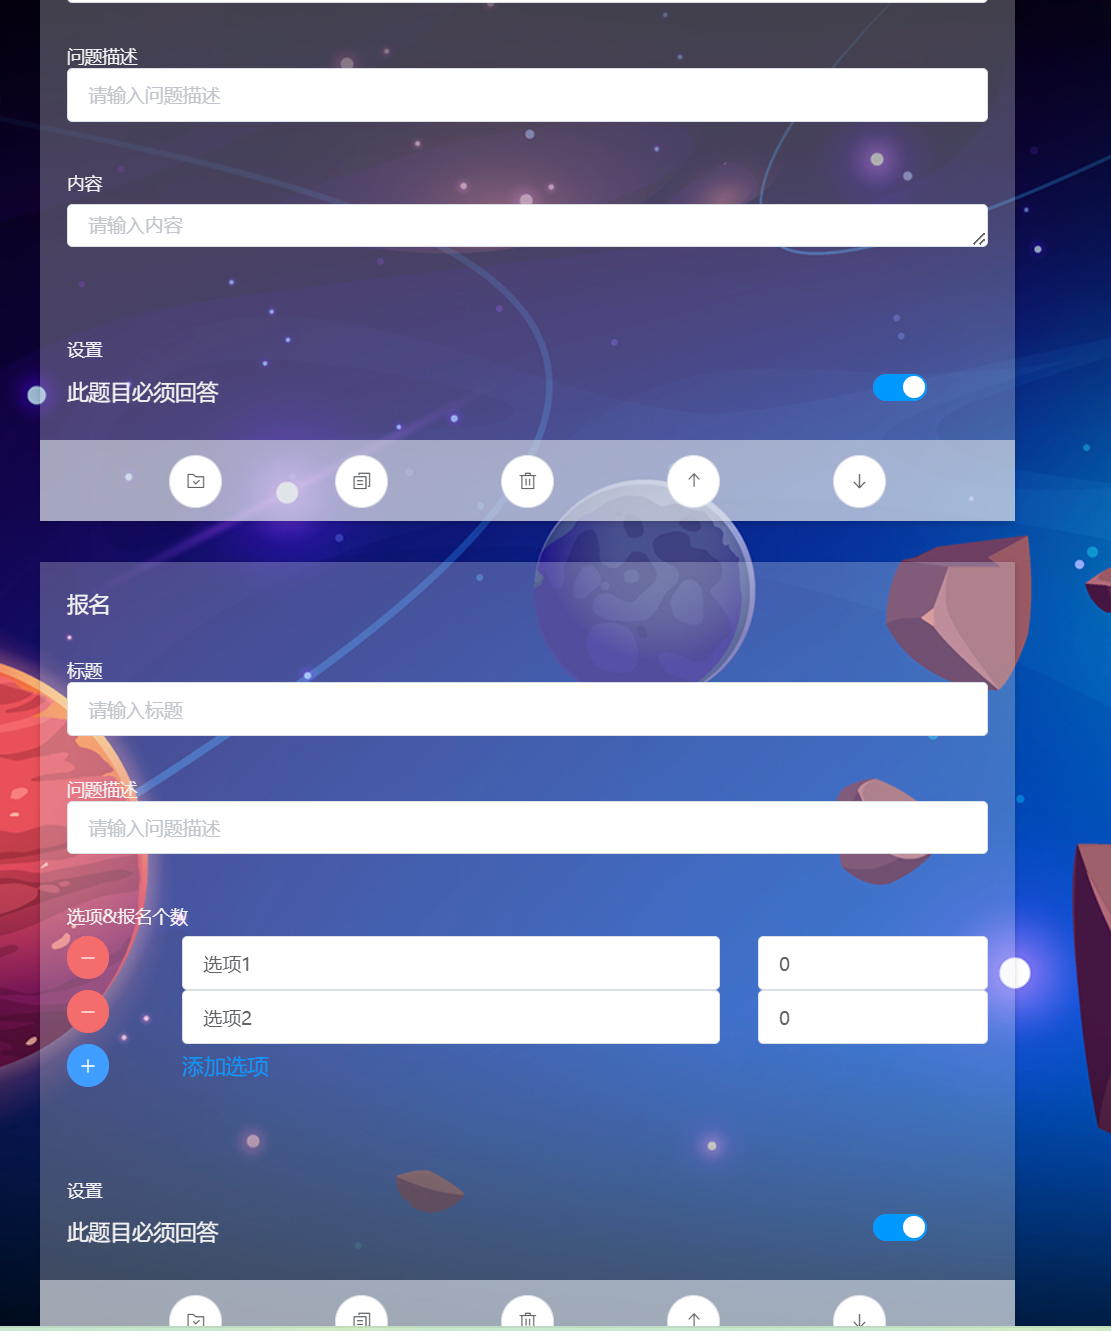 问题描述
请输入问题描述
内容
请输入内容
设置
此题目必须回答
报名
标题
请输入标题
问题描述
请输入问题描述
选项&报名个数
选项1 0
选项2 0
添加选项
设置
此题目必须回答